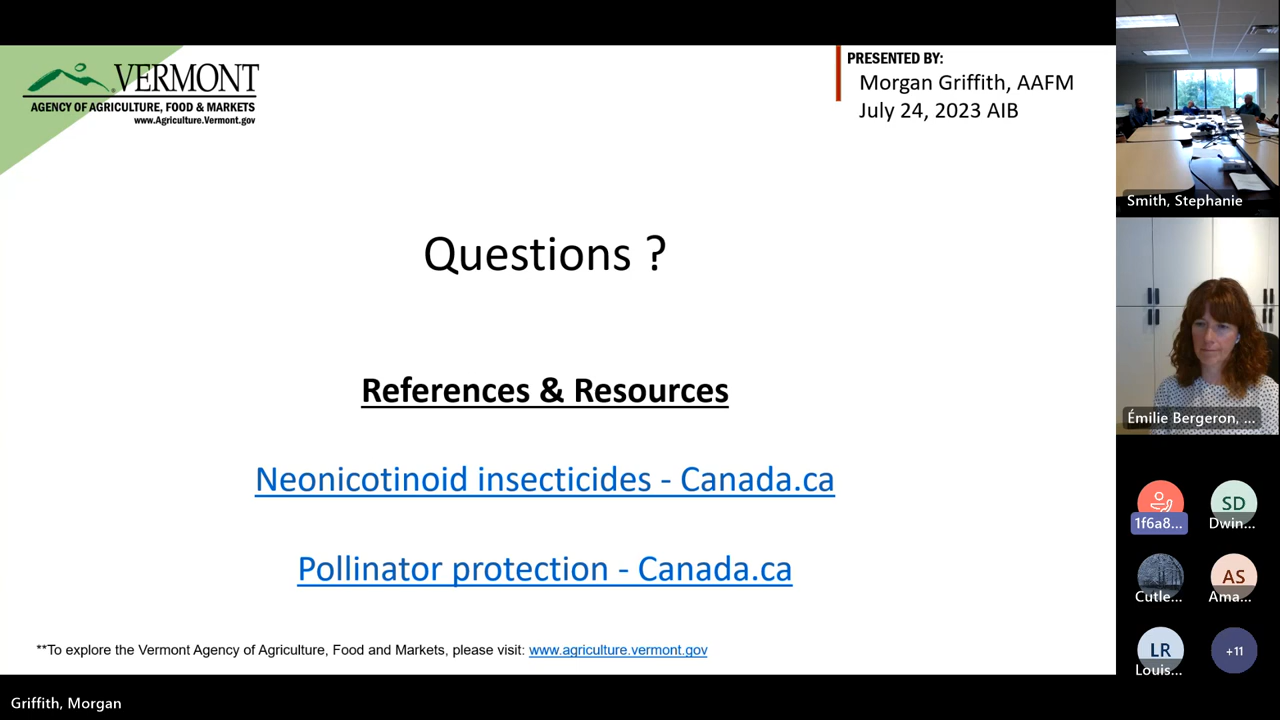 VERMONT
AGENCY OF AGRICULTURE, FOOD & MARKETS
www.Agriculture.Vermont.gov
PRESENTED BY:
Morgan Griffith, AAFM
July 24, 2023 AIB
Questions ?
References & Resources
Neonicotinoid insecticides - Canada.ca
Pollinator protection - Canada.ca
**To explore the Vermont Agency of Agriculture, Food and Markets, please visit: www.agriculture.vermont.gov
Griffith, Morgan
Smith, Stephanie
Émilie Bergeron, ...
1f6a8...
SD
Dwin...
Cutle...
AS
Ama...
LR
Louis...
+11